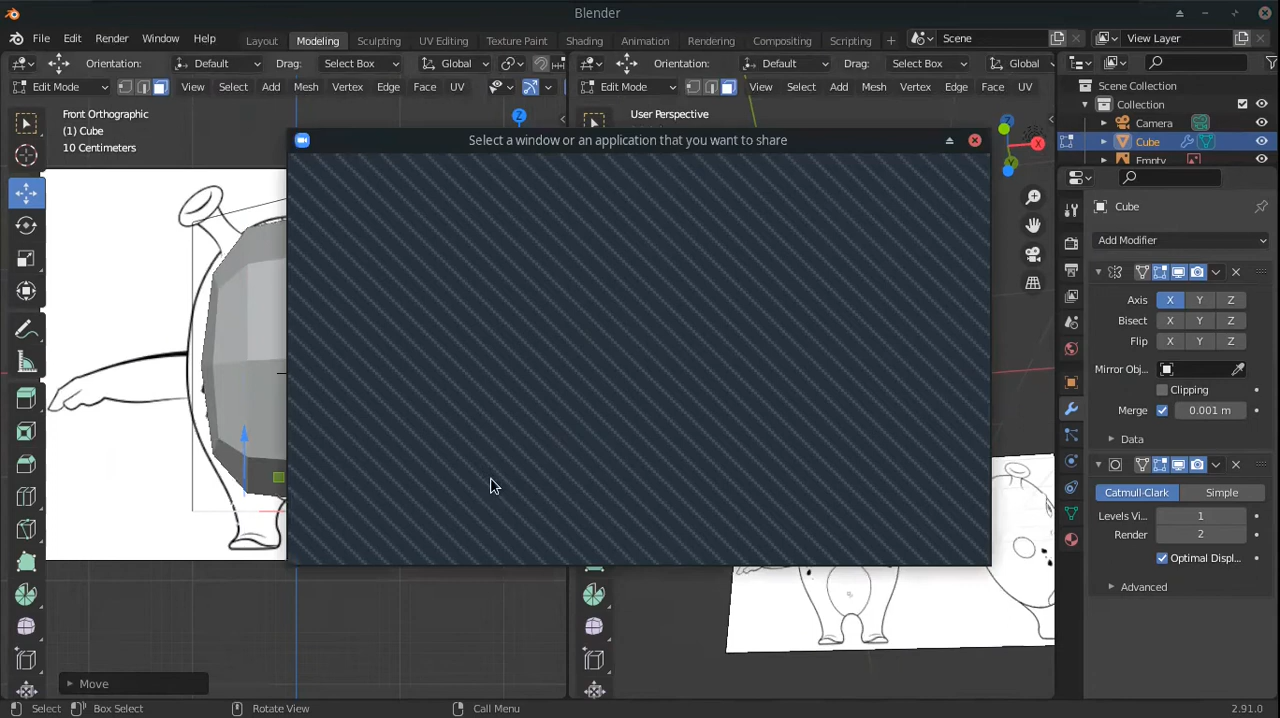 Blender
File Edit Render Window Help Layout Modeling Sculpting UV Editing Texture Paint Shading Animation Rendering Compositing Scripting Scene View Layer
Orientation: Default Drag: Select Box Global Orientation: Default Drag: Select Box Global
Edit Mode View Select Add Mesh Vertex Edge Face UV Edit Mode View Select Add Mesh Vertex Edge Face UV
Scene Collection
Collection
Camera
Cube
Empty
Front Orthographic
(1) Cube
10 Centimeters
User Perspective
Z
X
Y
Z
Select a window or an application that you want to share
Cube
Add Modifier
Axis X Y Z
Bisect X Y Z
Flip X Y Z
Mirror Obj...
Clipping
Merge 0.001 m
Data
Catmull-Clark Simple
Levels Vi... 1
Render 2
Optimal Displ...
Advanced
Move
Select Box Select Rotate View Call Menu 2.91.0